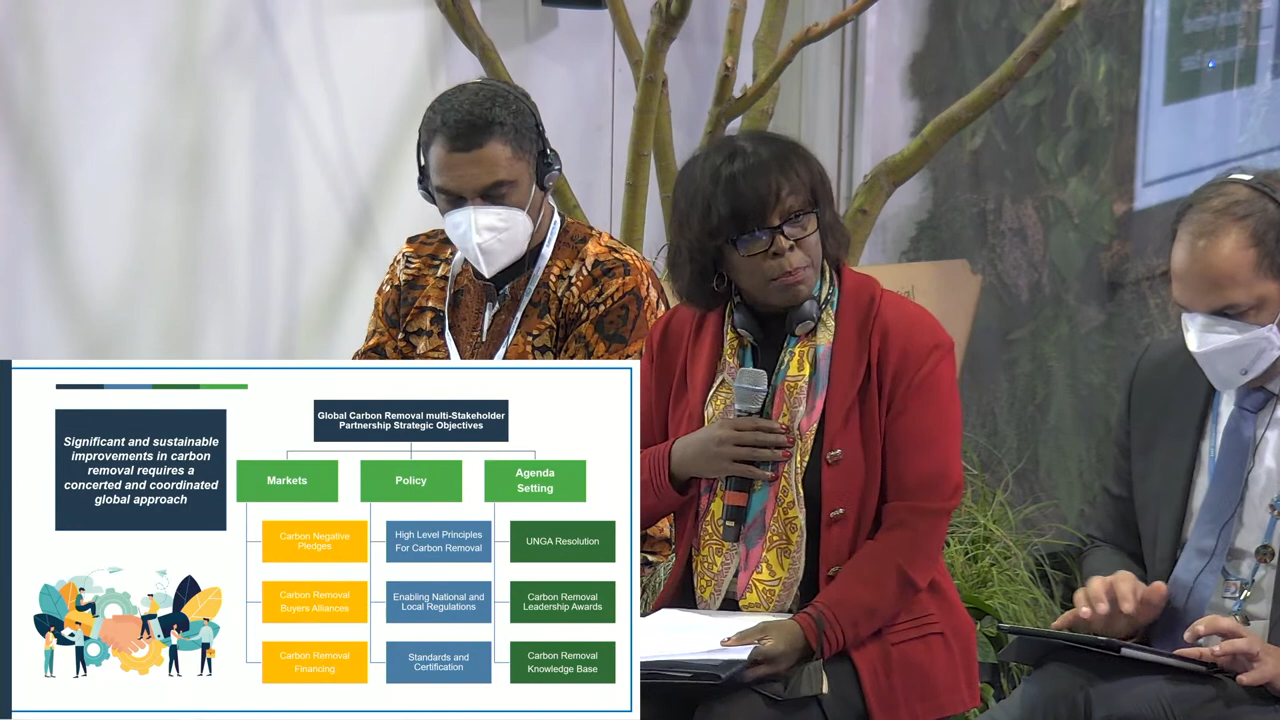 Significant and sustainable
improvements in carbon
removal requires a
concerted and coordinated
global approach
Global Carbon Removal multi-Stakeholder
Partnership Strategic Objectives
Markets
Policy
Agenda
Setting
Carbon Negative
Pledges
High Level Principles
For Carbon Removal
UNGA Resolution
Carbon Removal
Buyers Alliances
Enabling National and
Local Regulations
Carbon Removal
Leadership Awards
Carbon Removal
Financing
Standards and
Certification
Carbon Removal
Knowledge Base